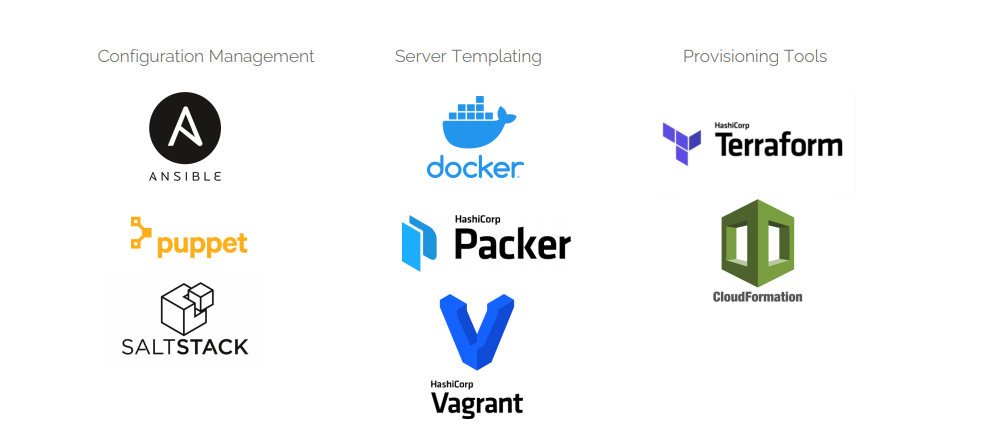 Configuration Management
Server Templating
Provisioning Tools
ANSIBLE
docker
HashiCorp
Terraform
puppet
HashiCorp
Packer
CloudFormation
SALTSTACK
HashiCorp
Vagrant